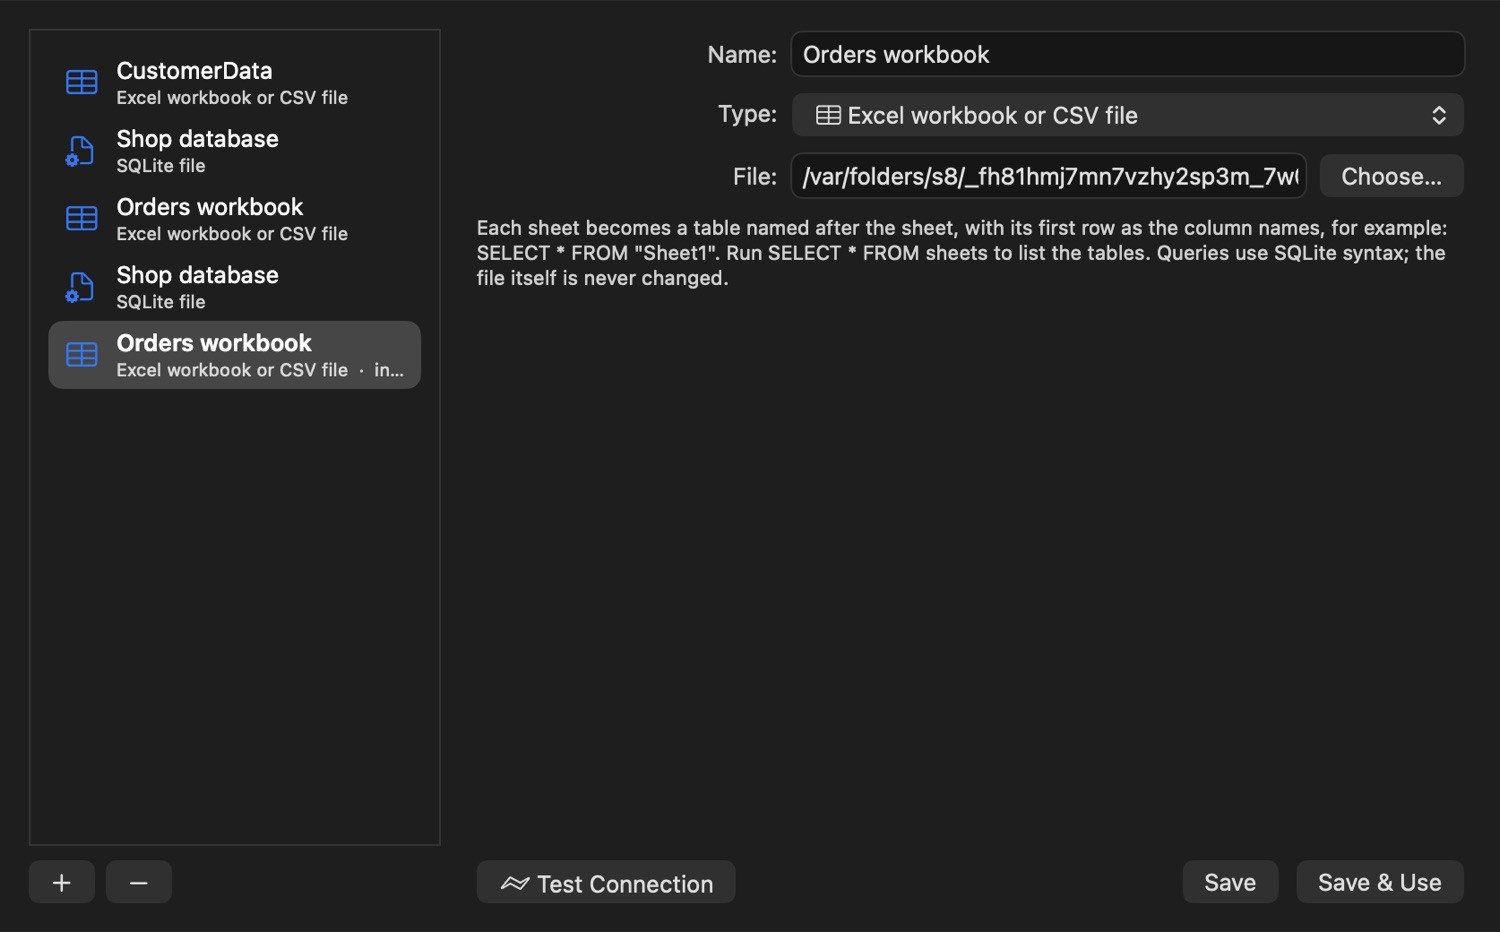 CustomerData
Excel workbook or CSV file
Shop database
SQLite file
Orders workbook
Excel workbook or CSV file
Shop database
SQLite file
Orders workbook
Excel workbook or CSV file · in...
+
−
Name: Orders workbook
Type: Excel workbook or CSV file
File: /var/folders/s8/_fh81hmj7mn7vzhy2sp3m_7w Choose...
Each sheet becomes a table named after the sheet, with its first row as the column names, for example:
SELECT * FROM "Sheet1". Run SELECT * FROM sheets to list the tables. Queries use SQLite syntax; the
file itself is never changed.
Test Connection
Save
Save & Use